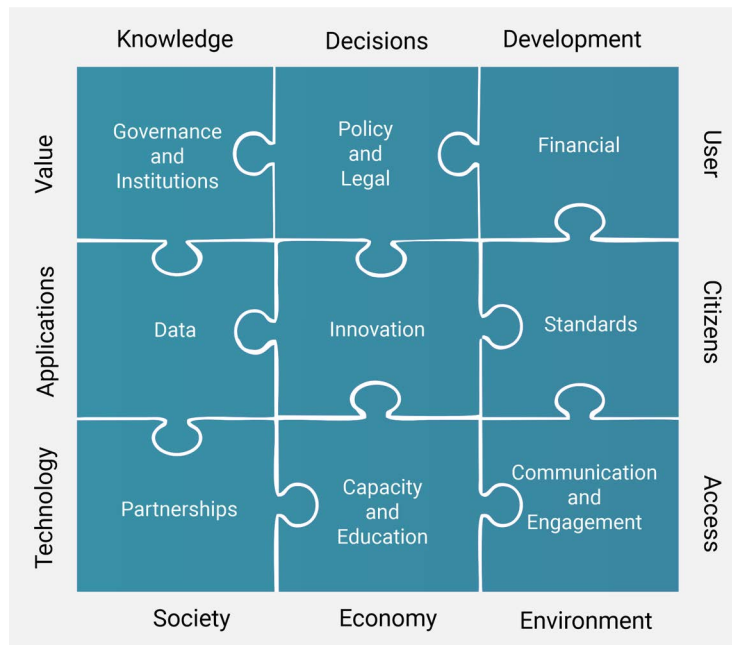 Knowledge
Decisions
Development
Value
Governance
and
Institutions
Policy
and
Legal
Financial
User
Applications
Data
Innovation
Standards
Citizens
Technology
Partnerships
Capacity
and
Education
Communication
and
Engagement
Access
Society
Economy
Environment